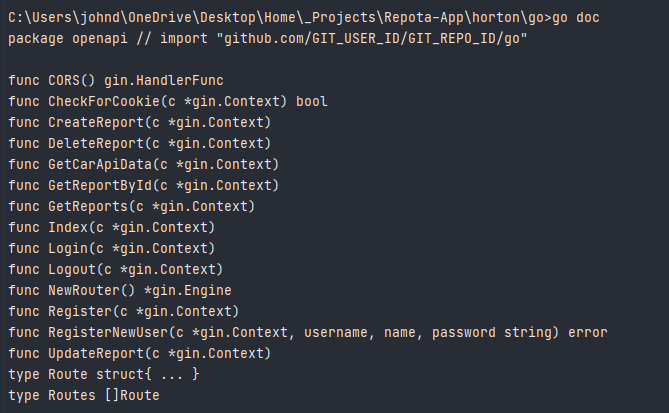 C:\Users\johnd\OneDrive\Desktop\Home\_Projects\Repota-App\horton\go>go doc
package openapi // import "github.com/GIT_USER_ID/GIT_REPO_ID/go"
func CORS() gin.HandlerFunc
func CheckForCookie(c *gin.Context) bool
func CreateReport(c *gin.Context)
func DeleteReport(c *gin.Context)
func GetCarApiData(c *gin.Context)
func GetReportById(c *gin.Context)
func GetReports(c *gin.Context)
func Index(c *gin.Context)
func Login(c *gin.Context)
func Logout(c *gin.Context)
func NewRouter() *gin.Engine
func Register(c *gin.Context)
func RegisterNewUser(c *gin.Context, username, name, password string) error
func UpdateReport(c *gin.Context)
type Route struct{ ... }
type Routes []Route